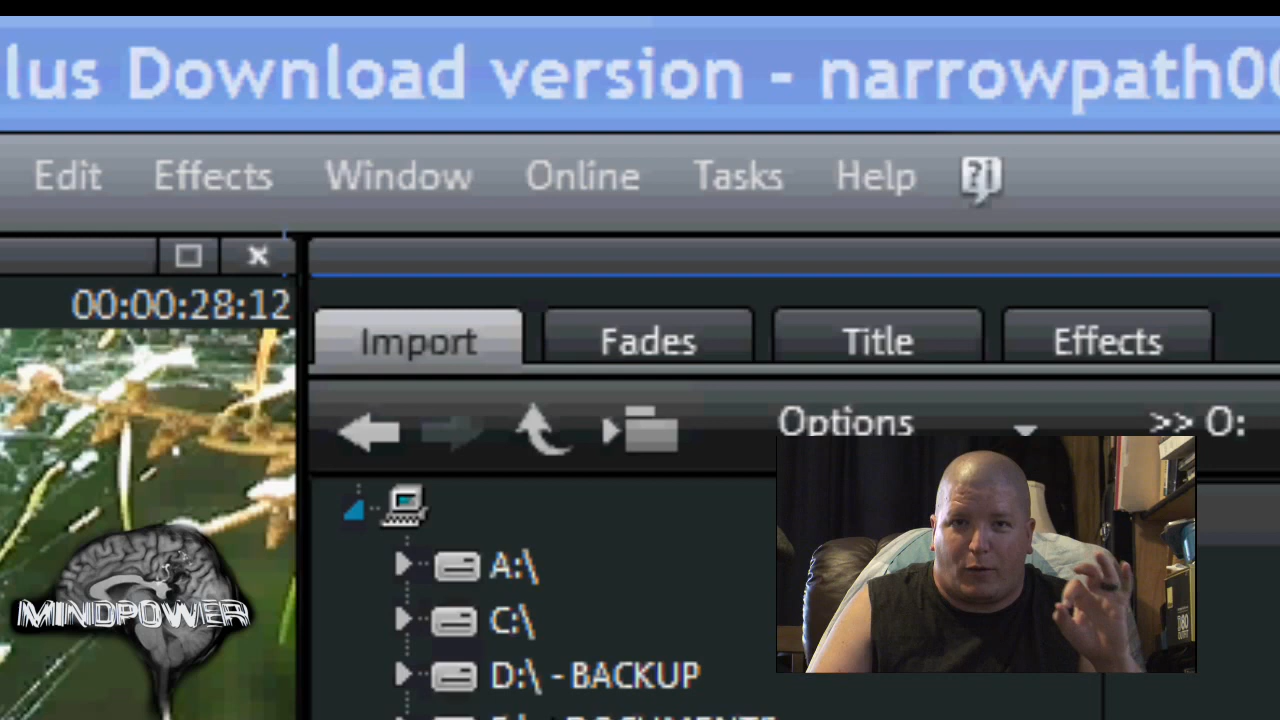 lus Download version - narrowpath00
Edit Effects Window Online Tasks Help
00:00:28:12
Import Fades Title Effects
Options >> O:
A:\
C:\
MINDPOWER
D:\ - BACKUP